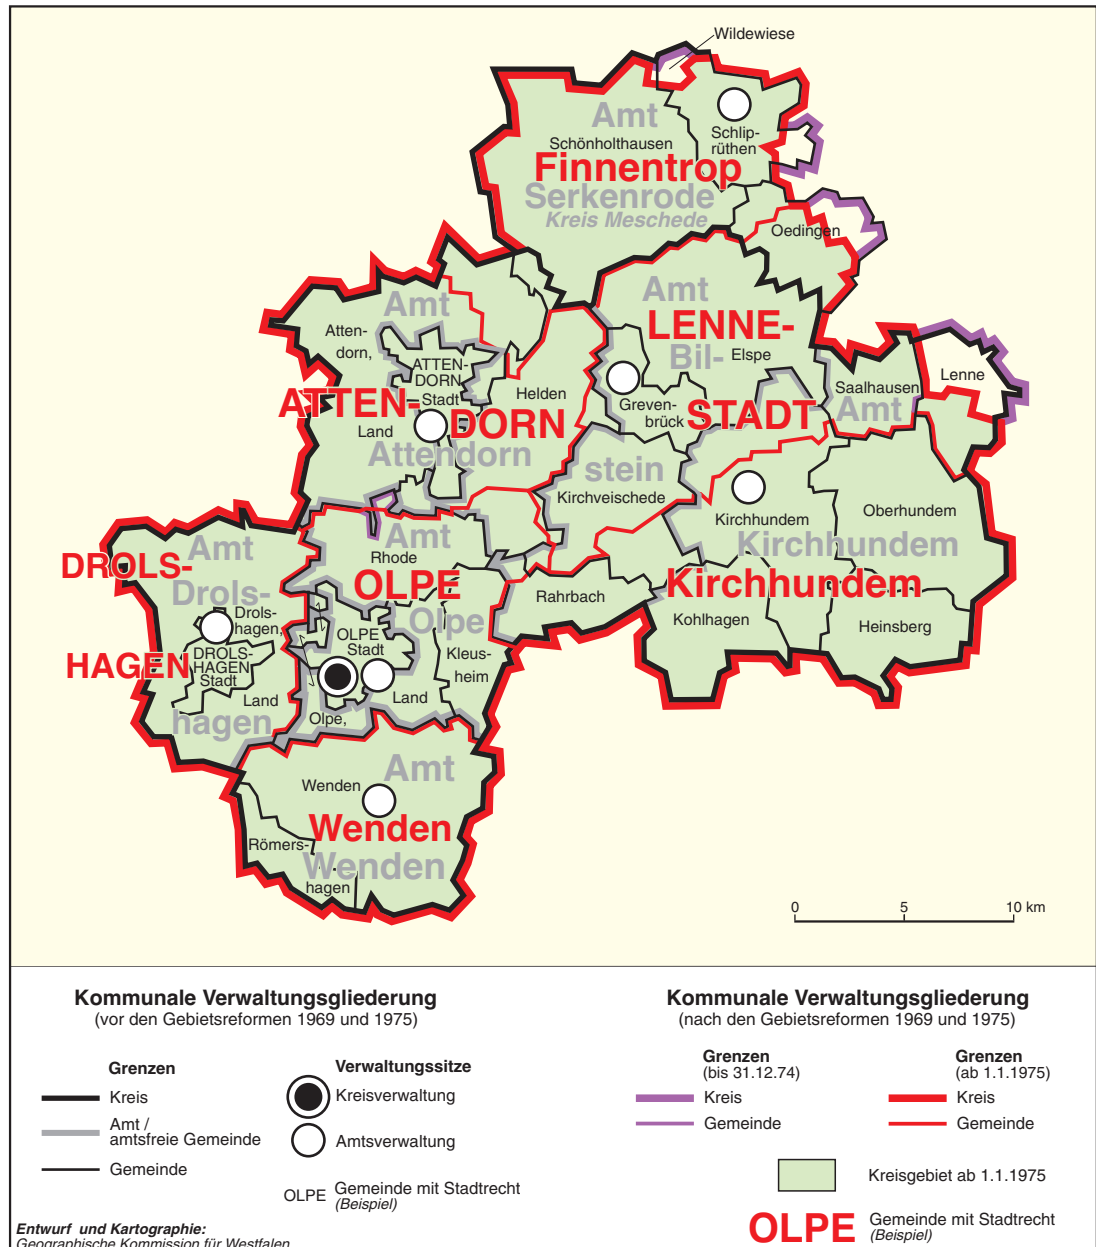 Wildewiese
Amt
Schönholthausen
Schlip-
rüthen
Finnentrop
Serkenrode
Kreis Meschede
Oedingen
Amt
LENNE-
Bil-
Elspe
Amt
Atten-
dorn,
ATTEN-
DORN
Stadt
Helden
Greven-
brück
STADT
Saalhausen
Amt
Lenne
ATTEN-
DORN
Land
Attendorn
stein
Kirchveischede
Kirchhundem
Oberhundem
Kirchhundem
Kirchhundem
Amt
Rhode
OLPE
Olpe
Rahrbach
Kohlhagen
Heinsberg
Amt
DROLS-
Drols-
Drols-
hagen,
HAGEN
DROLS-
HAGEN
Stadt
Land
hagen
OLPE
Stadt
Kleus-
heim
Land
Olpe,
Amt
Wenden
Wenden
Römers-
Wenden
hagen
0 5 10 km
Kommunale Verwaltungsgliederung
(vor den Gebietsreformen 1969 und 1975)
Grenzen
Kreis
Amt /
amtsfreie Gemeinde
Gemeinde
Verwaltungssitze
Kreisverwaltung
Amtsverwaltung
OLPE Gemeinde mit Stadtrecht
(Beispiel)
Entwurf und Kartographie:
Geographische Kommission für Westfalen
Kommunale Verwaltungsgliederung
(nach den Gebietsreformen 1969 und 1975)
Grenzen
(bis 31.12.74)
Kreis
Gemeinde
Grenzen
(ab 1.1.1975)
Kreis
Gemeinde
Kreisgebiet ab 1.1.1975
OLPE Gemeinde mit Stadtrecht
(Beispiel)